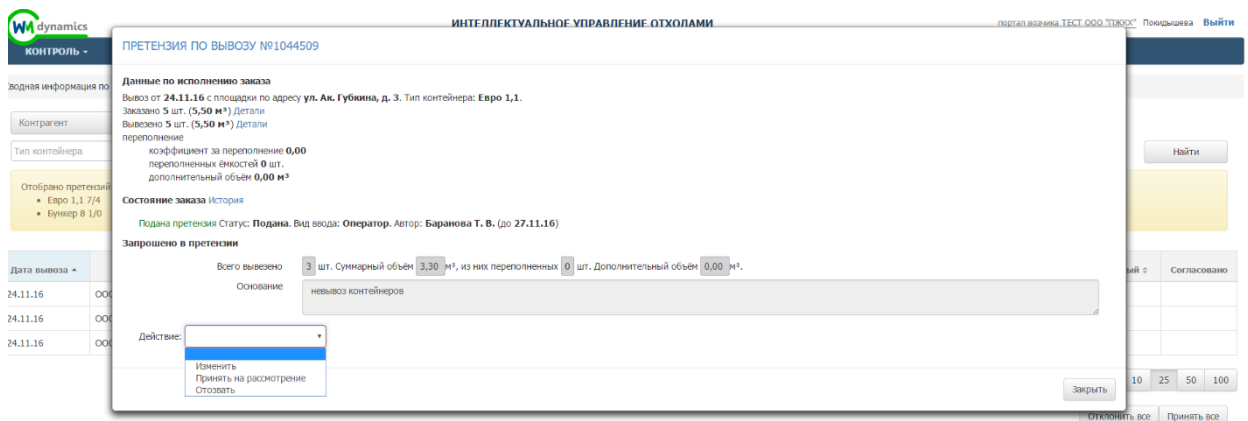 WM dynamics
ИНТЕЛЛЕКТУАЛЬНОЕ УПРАВЛЕНИЕ ОТХОДАМИ
портал возчика ТЕСТ ООО "ПЖКХ" Покидышева Выйти
КОНТРОЛЬ
ПРЕТЕНЗИЯ ПО ВЫВОЗУ №1044509
Сводная информация по
Данные по исполнению заказа
Вывоз от 24.11.16 с площадки по адресу ул. Ак. Губкина, д. 3. Тип контейнера: Евро 1,1.
Заказано 5 шт. (5,50 м³) Детали
Вывезено 5 шт. (5,50 м³) Детали
переполнение
коэффициент за переполнение 0,00
переполненных ёмкостей 0 шт.
дополнительный объём 0,00 м³
Контрагент
Тип контейнера
Найти
Отобрано претензий
• Евро 1,1 7/4
• Бункер 8 1/0
Состояние заказа История
Подана претензия Статус: Подана. Вид ввода: Оператор. Автор: Баранова Т. В. (до 27.11.16)
Запрошено в претензии
Всего вывезено 3 шт. Суммарный объём 3,30 м³, из них переполненных 0 шт. Дополнительный объём 0,00 м³.
Основание невывоз контейнеров
Дата вывоза
ый
Согласовано
24.11.16 ООО
24.11.16 ООО
24.11.16 ООО
Действие:
Изменить
Принять на рассмотрение
Отозвать
Закрыть
10 25 50 100
Отклонить все Принять все